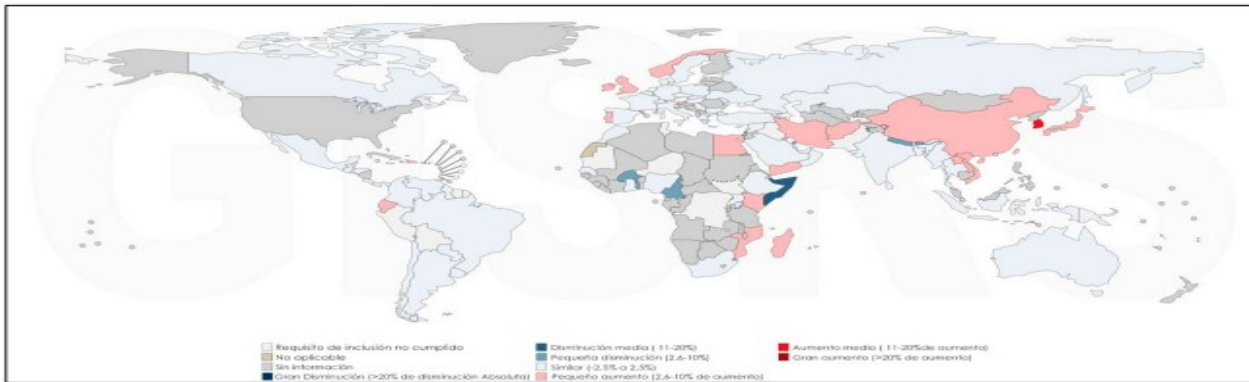 GISRS
Requisito de inclusión no cumplido
No aplicable
Sin información
Gran Disminución (>20% de disminución Absoluta)
Disminución media ( 11-20%)
Pequeña disminución (2.6-10%)
Similar (-2.5% a 2.5%)
Pequeño aumento (2.6-10% de aumento)
Aumento medio ( 11-20%de aumento)
Gran aumento (>20% de aumento)